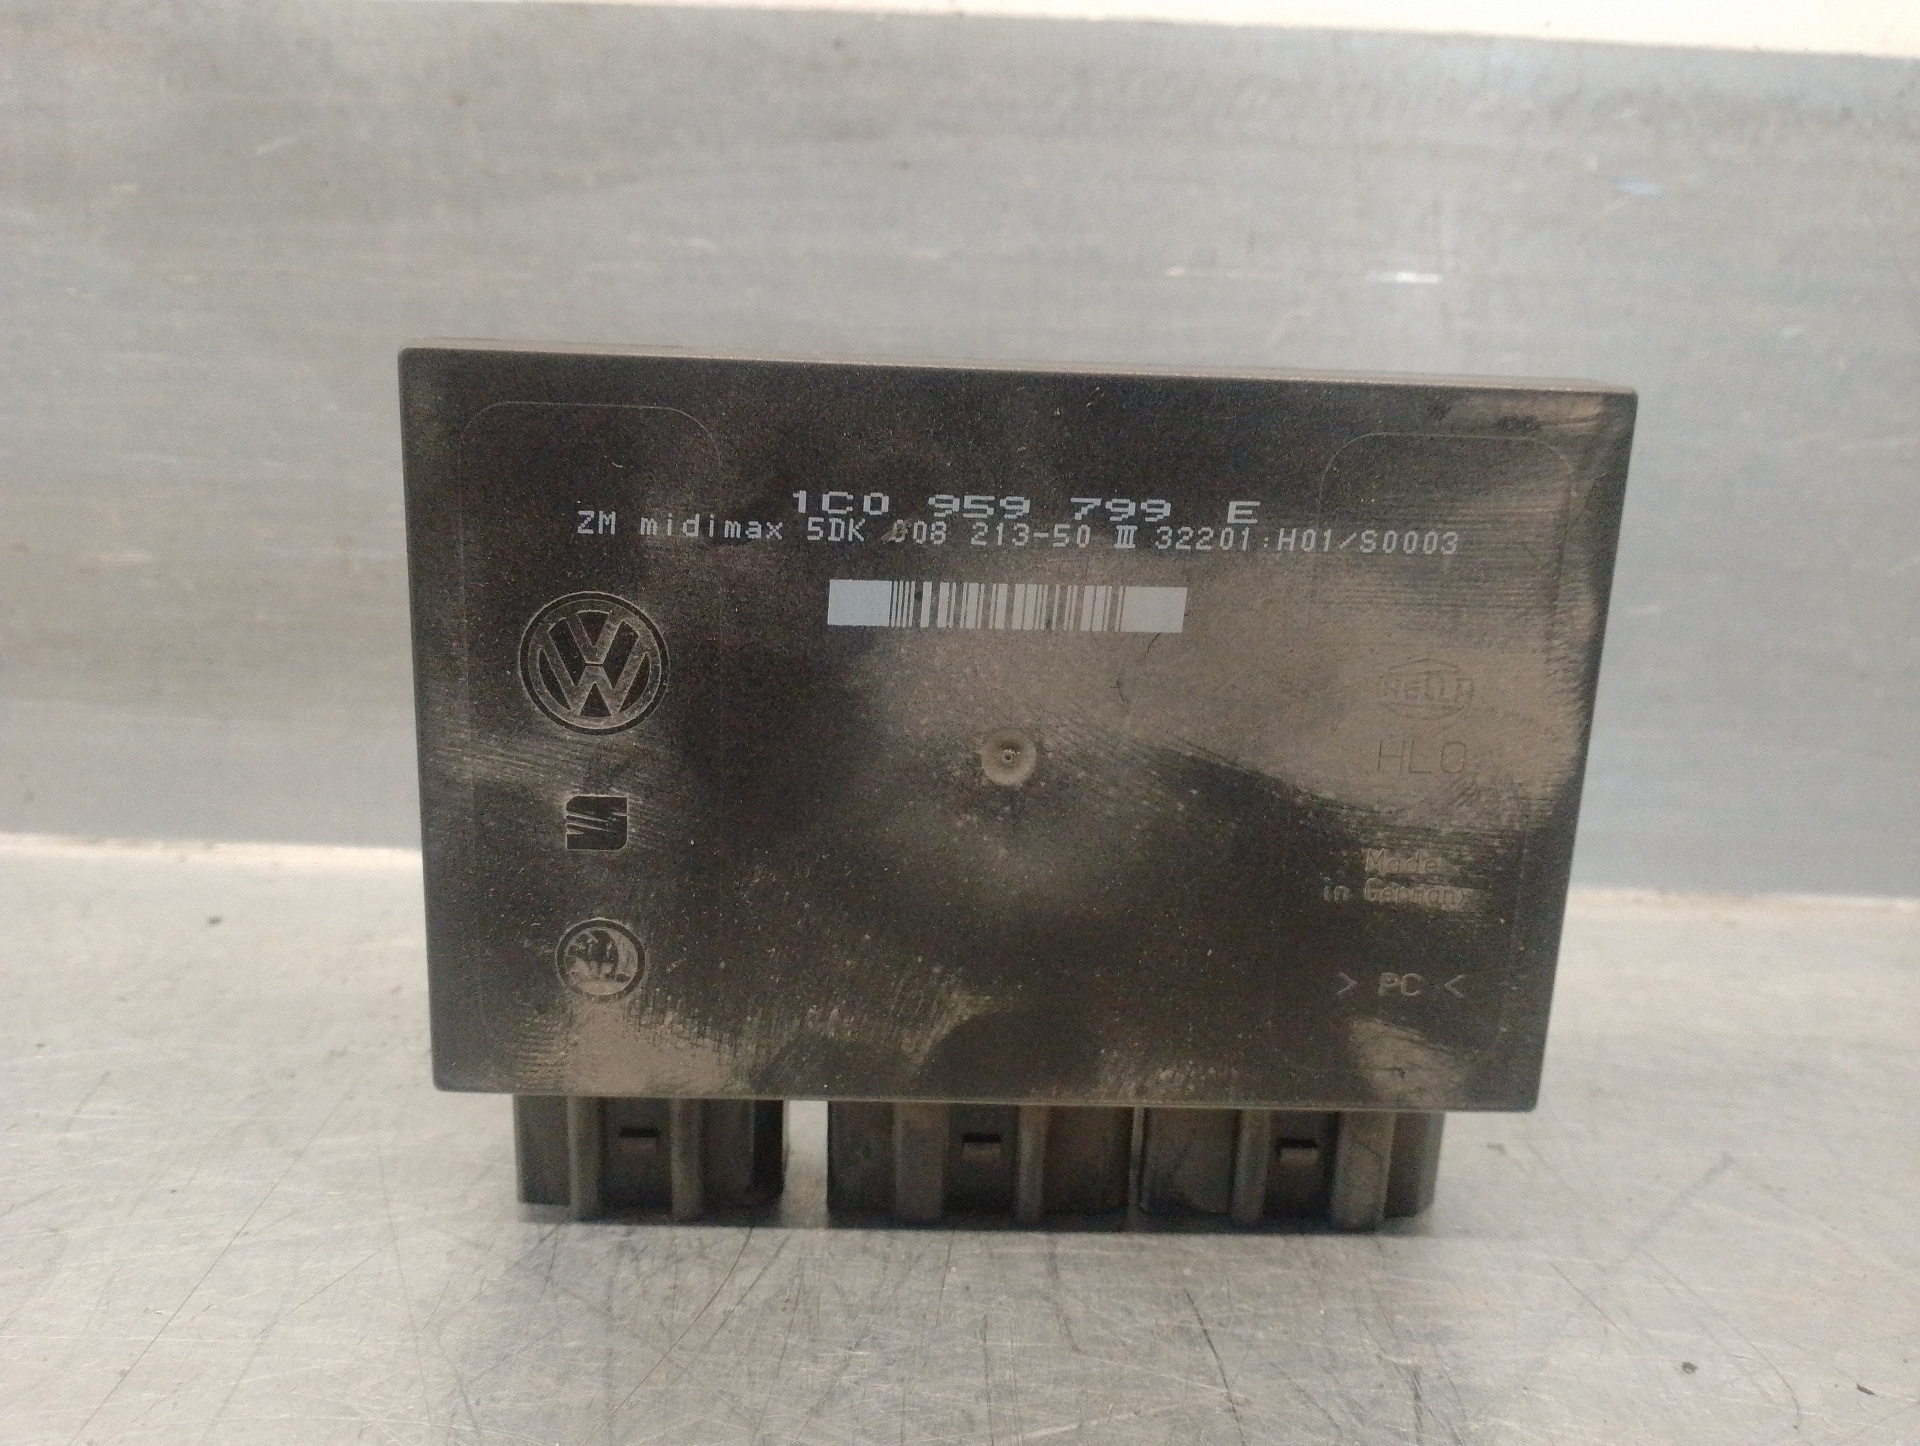 1C0 959 799 E
ZM midimax 5DK 008 213-50 III 32201:H01/S0003
HELLA
HLO
Made
in Germany
> PC <